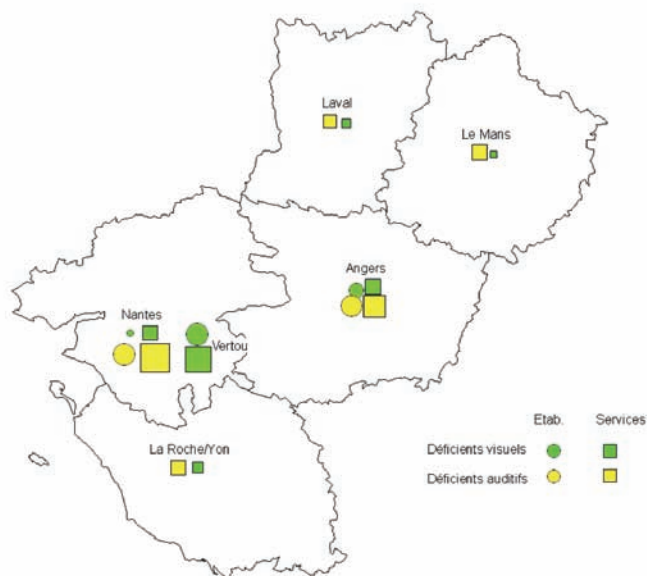 Laval
Le Mans
Angers
Nantes
Vertou
La Roche/Yon
Etab. Services
Déficients visuels
Déficients auditifs